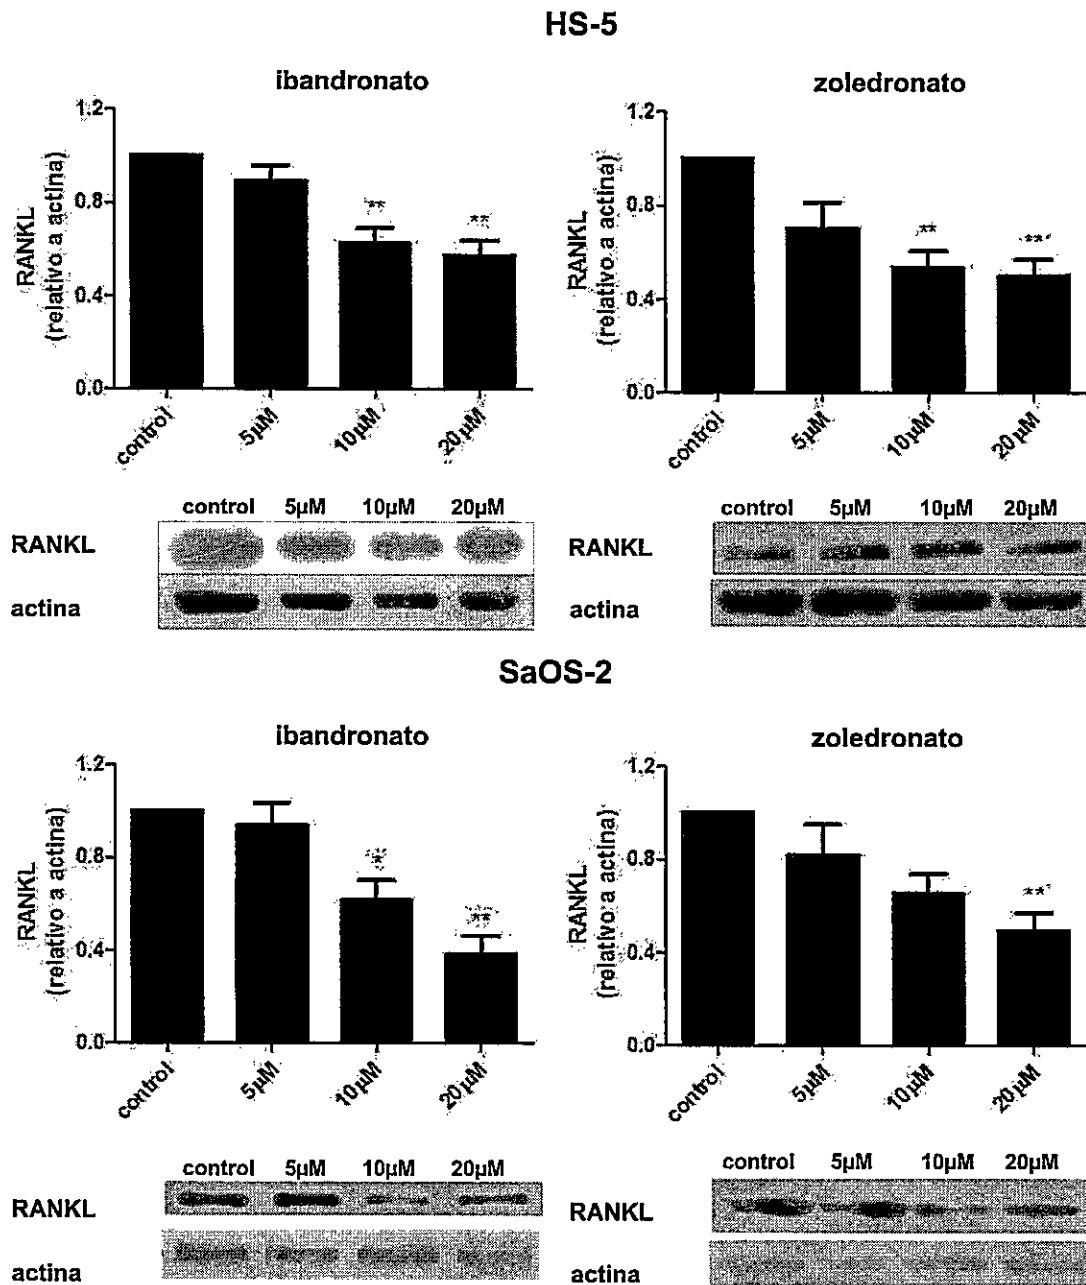 HS-5
ibandronato
1.2
0.8
0.4
0.0
RANKL
(relativo a actina)
**
**
control
5µM
10µM
20µM
zoledronato
1.2
0.8
0.4
0.0
RANKL
(relativo a actina)
**
**
control
5µM
10µM
20µM
control 5µM 10µM 20µM
RANKL
actina
control 5µM 10µM 20µM
RANKL
actina
SaOS-2
ibandronato
1.2
0.8
0.4
0.0
RANKL
(relativo a actina)
*
**
control
5µM
10µM
20µM
zoledronato
1.2
0.8
0.4
0.0
RANKL
(relativo a actina)
**
control
5µM
10µM
20µM
control 5µM 10µM 20µM
RANKL
actina
control 5µM 10µM 20µM
RANKL
actina